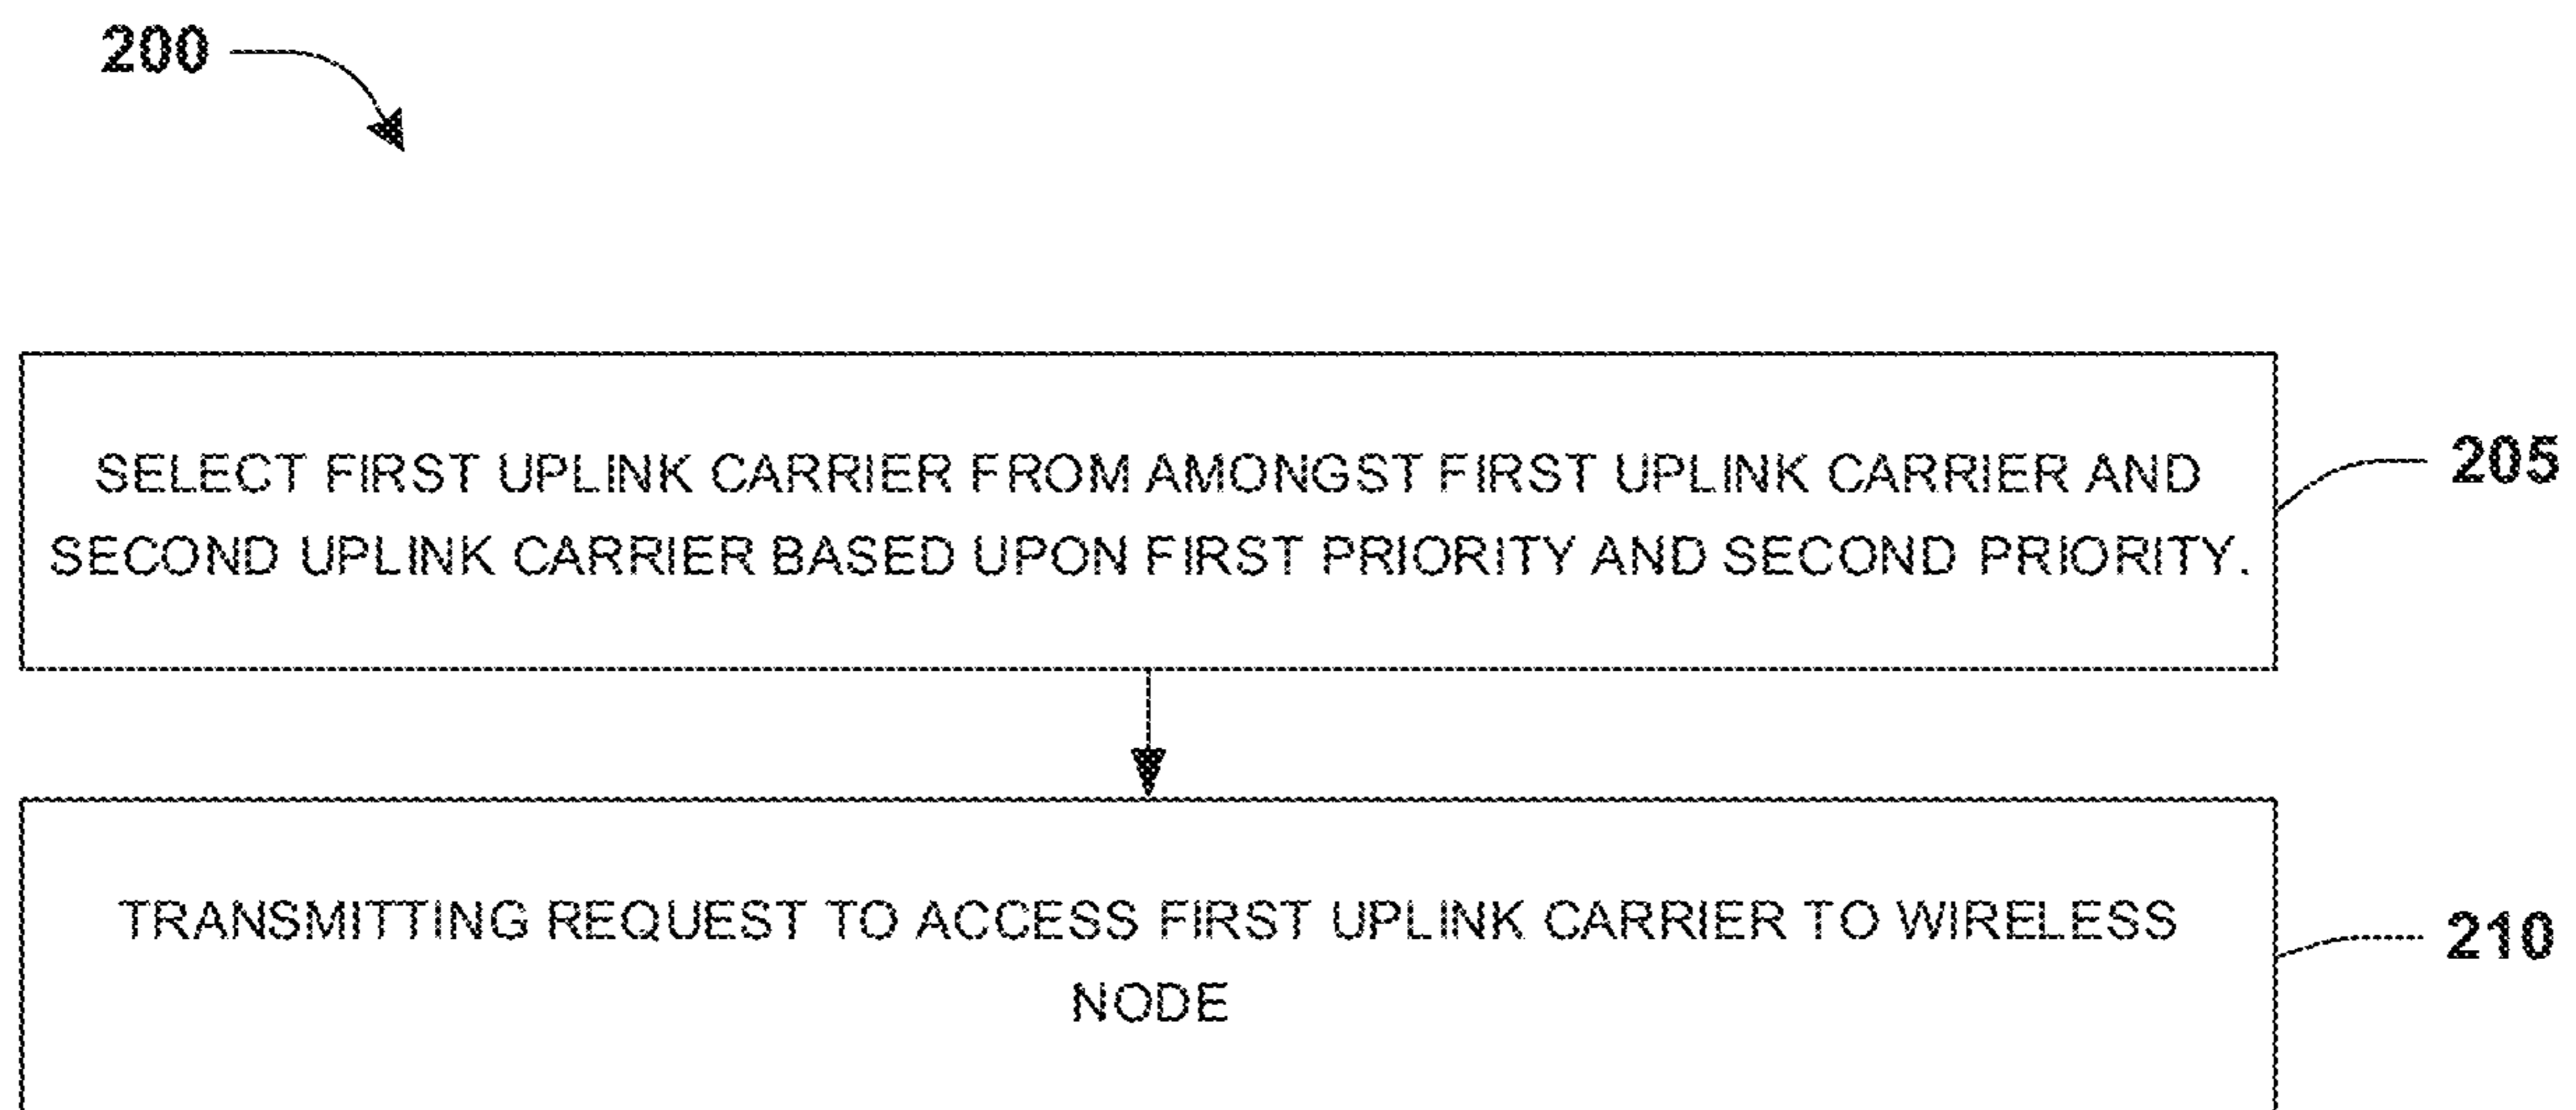 200
SELECT FIRST UPLINK CARRIER FROM AMONGST FIRST UPLINK CARRIER AND
SECOND UPLINK CARRIER BASED UPON FIRST PRIORITY AND SECOND PRIORITY.
205
TRANSMITTING REQUEST TO ACCESS FIRST UPLINK CARRIER TO WIRELESS
NODE
210